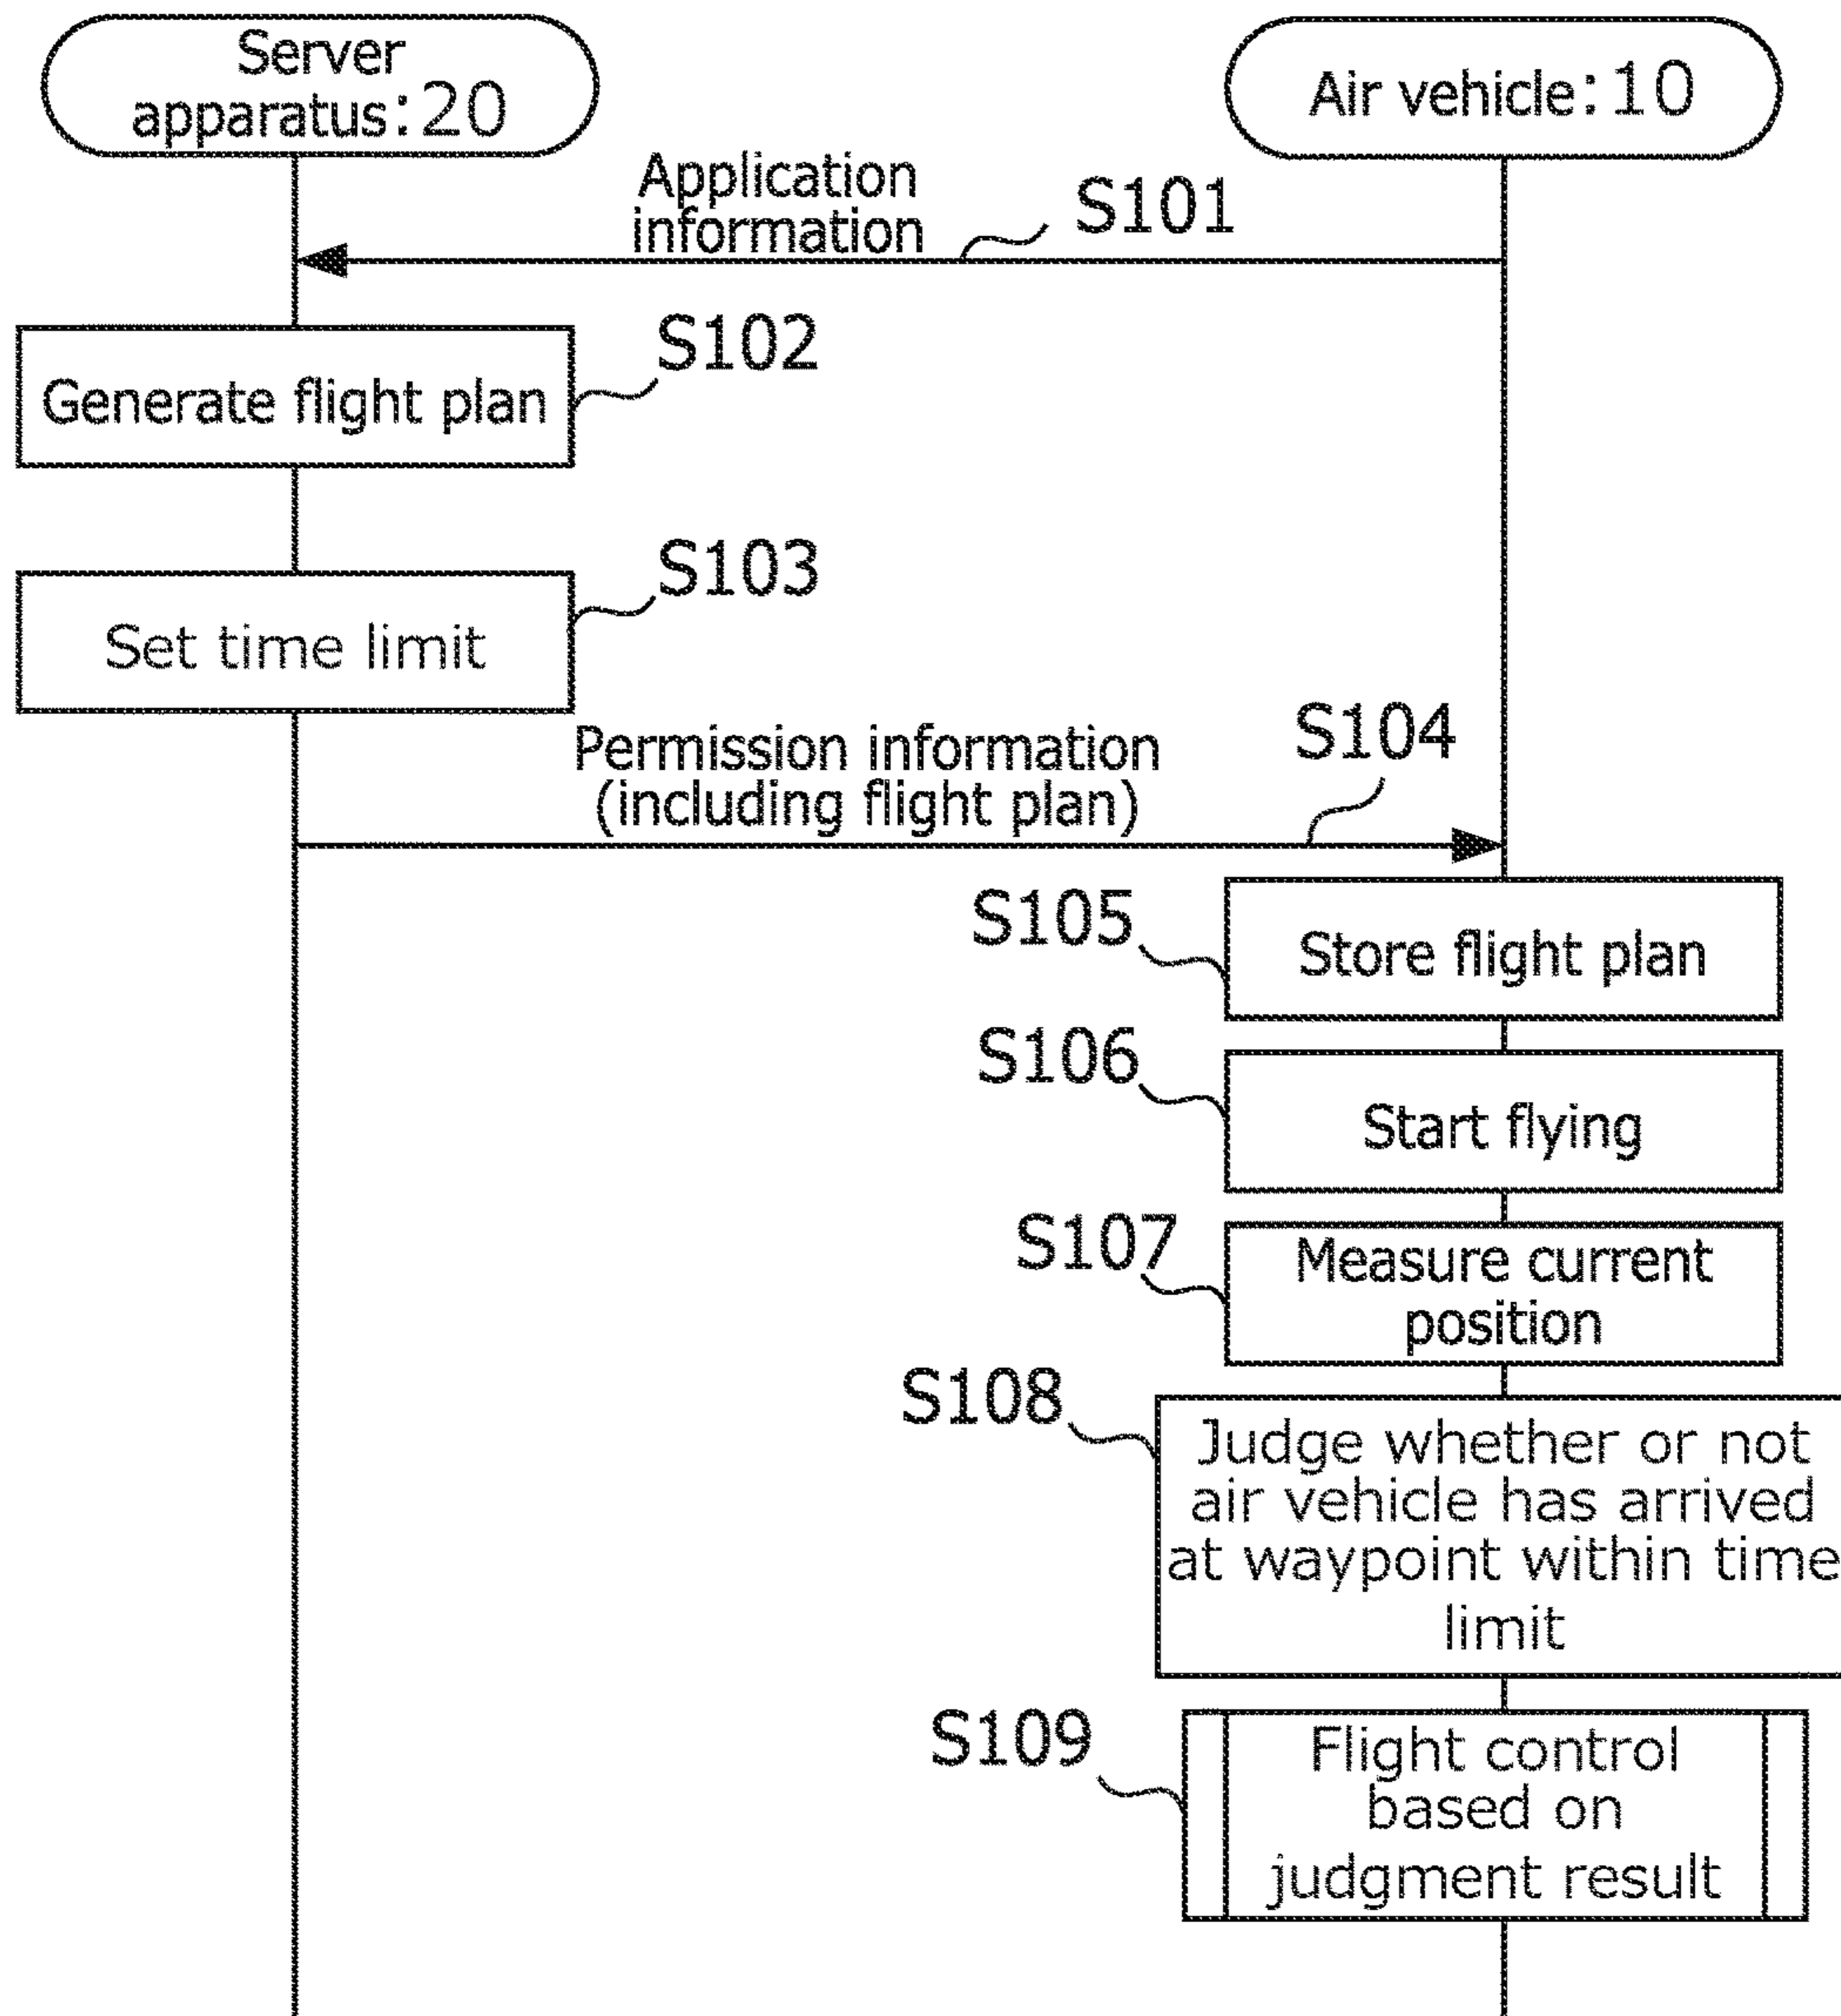 Server
apparatus:20
Air vehicle:10
Application
information
S101
Generate flight plan
S102
Set time limit
S103
Permission information
(including flight plan)
S104
S105
Store flight plan
S106
Start flying
S107
Measure current
position
S108
Judge whether or not
air vehicle has arrived
at waypoint within time
limit
S109
Flight control
based on
judgment result